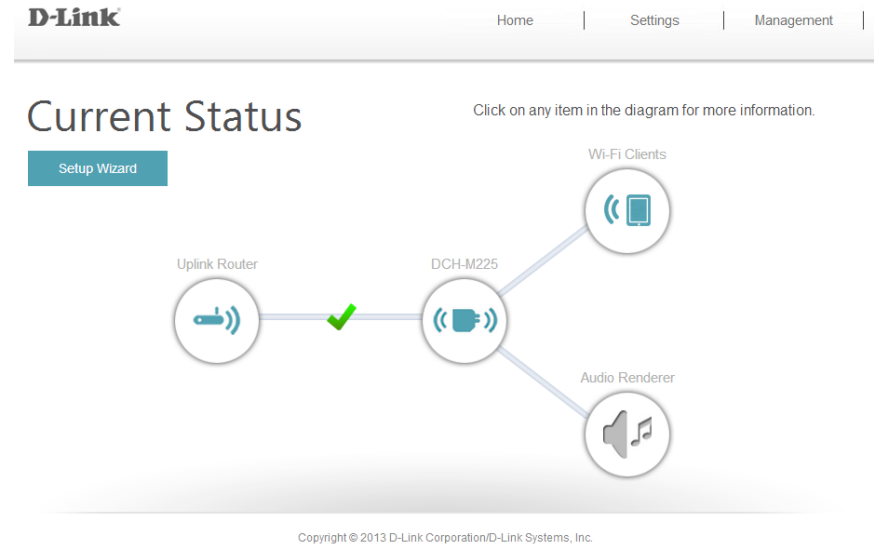 D-Link
Home | Settings | Management |
Current Status
Click on any item in the diagram for more information.
Setup Wizard
Wi-Fi Clients
Uplink Router
DCH-M225
Audio Renderer
Copyright © 2013 D-Link Corporation/D-Link Systems, Inc.